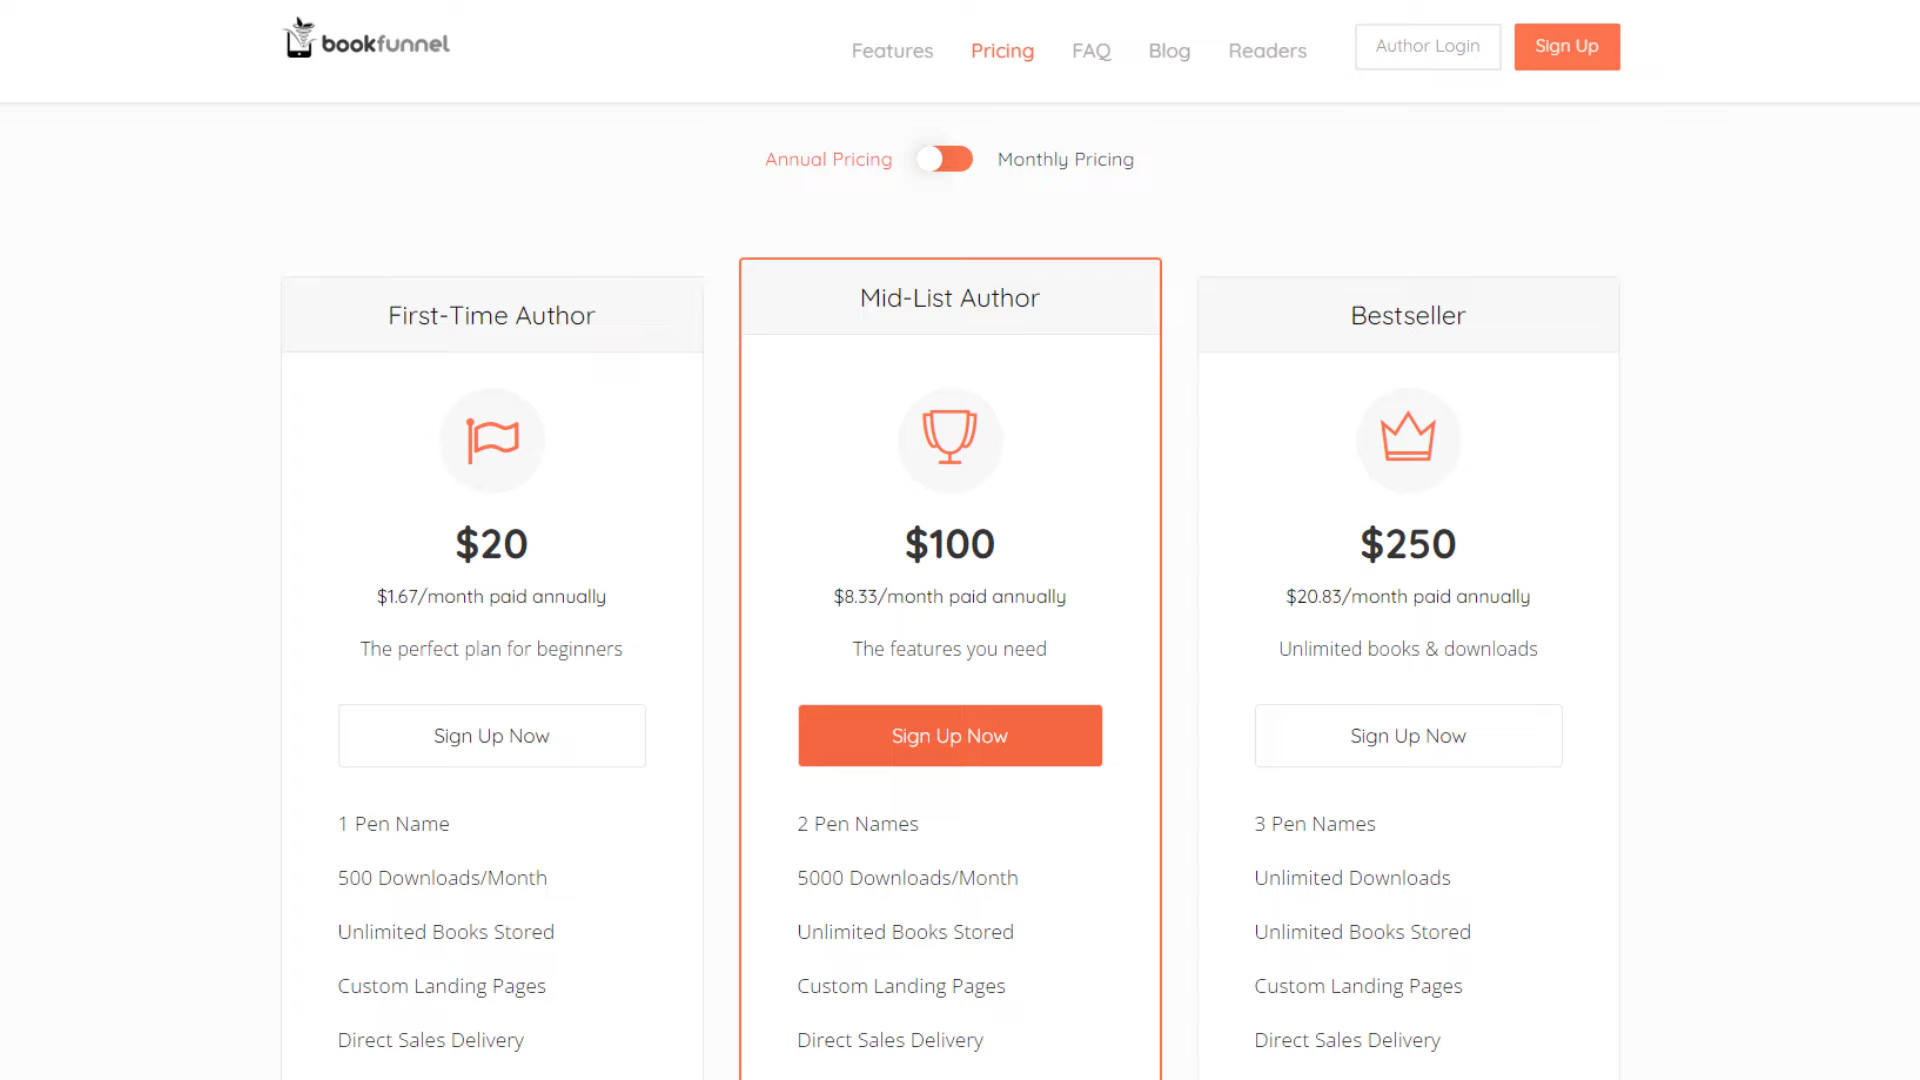 bookfunnel
Features Pricing FAQ Blog Readers Author Login Sign Up
Annual Pricing Monthly Pricing
First-Time Author
$20
$1.67/month paid annually
The perfect plan for beginners
Sign Up Now
1 Pen Name
500 Downloads/Month
Unlimited Books Stored
Custom Landing Pages
Direct Sales Delivery
Mid-List Author
$100
$8.33/month paid annually
The features you need
Sign Up Now
2 Pen Names
5000 Downloads/Month
Unlimited Books Stored
Custom Landing Pages
Direct Sales Delivery
Bestseller
$250
$20.83/month paid annually
Unlimited books & downloads
Sign Up Now
3 Pen Names
Unlimited Downloads
Unlimited Books Stored
Custom Landing Pages
Direct Sales Delivery